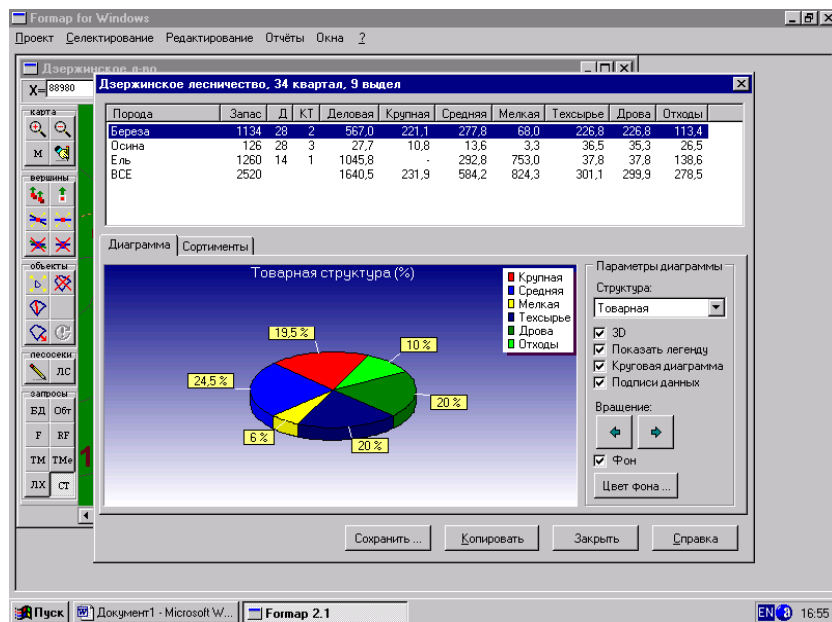 Formap for Windows
Проект Селектирование Редактирование Отчёты Окна ?
Дзержинское л-во
X= 88980
Дзержинское лесничество, 34 квартал, 9 выдел
Порода Запас Д КТ Деловая Крупная Средняя Мелкая Техсырье Дрова Отходы
Береза 1134 28 2 567,0 221,1 277,8 68,0 226,8 226,8 113,4
Осина 126 28 3 27,7 10,8 13,6 3,3 36,5 35,3 26,5
Ель 1260 14 1 1045,8 - 292,8 753,0 37,8 37,8 138,6
ВСЕ 2520 1640,5 231,9 584,2 824,3 301,1 299,9 278,5
карта
М
вершины
объекты
лесосеки
ЛС
запросы
БД Обт
F RF
ТМ ТМе
ЛХ СТ
1
Диаграмма Сортименты
Товарная структура (%)
Крупная
Средняя
Мелкая
Техсырье
Дрова
Отходы
19,5 %
10 %
24,5 %
20 %
6 %
20 %
Параметры диаграммы
Структура:
Товарная
3D
Показать легенду
Круговая диаграмма
Подписи данных
Вращение:
Фон
Цвет фона ...
Сохранить ... Копировать Закрыть Справка
Пуск Документ1 - Microsoft W... Formap 2.1 EN 16:55